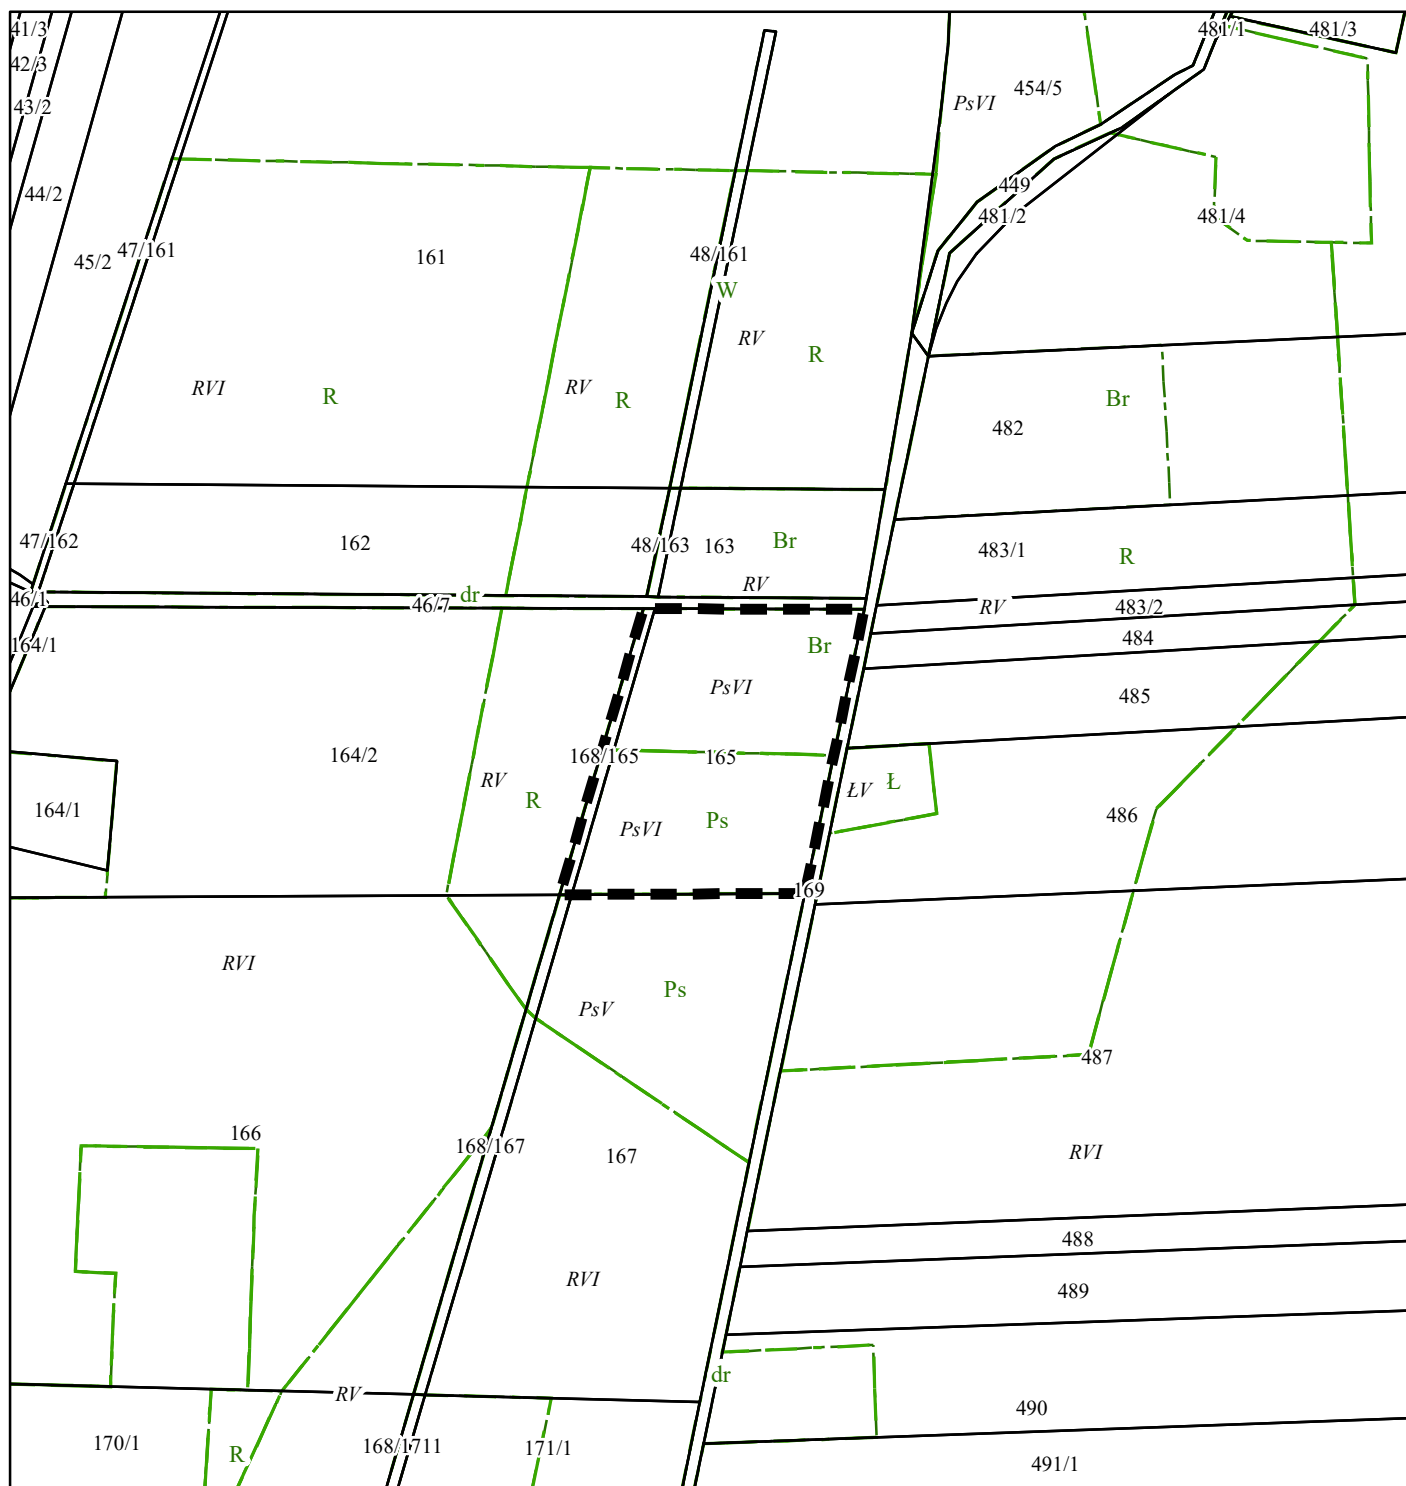 41/3
481/1
481/3
42/3
454/5
PsVI
43/2
449
44/2
481/2
481/4
45/2
47/161
161
48/161
W
RV
R
RVI
R
RV
R
Br
482
47/162
162
48/163
163
Br
483/1
R
RV
dr
46/1
46/7
RV
483/2
164/1
Br
484
PsVI
485
164/2
168/165
165
RV
R
ŁV
Ł
164/1
PsVI
Ps
486
169
RVI
PsV
Ps
487
166
168/167
167
RVI
488
RVI
489
dr
RV
490
170/1
R
168/1711
171/1
491/1